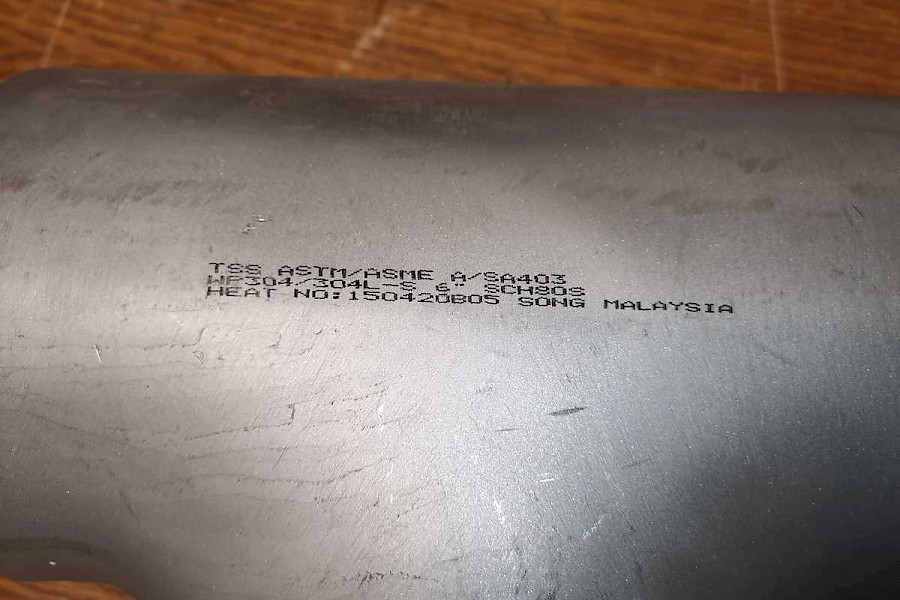 TSS ASTM/ASME A/SA403
WP304/304L-S 6" SCH80S
HEAT NO:150420B05 SONG MALAYSIA